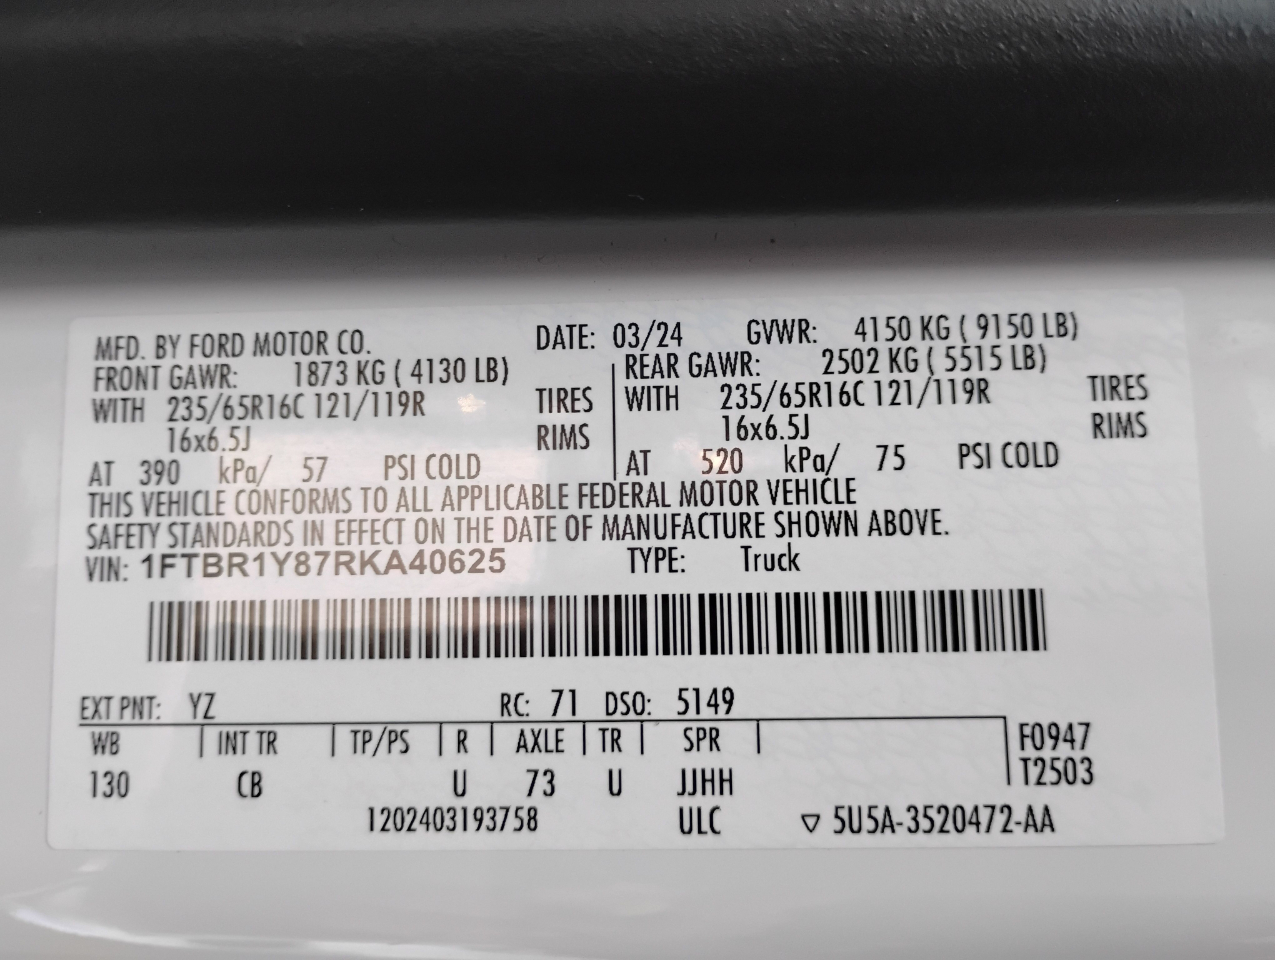 MFD. BY FORD MOTOR CO. DATE: 03/24 GVWR: 4150 KG ( 9150 LB)
FRONT GAWR: 1873 KG ( 4130 LB) REAR GAWR: 2502 KG ( 5515 LB)
WITH 235/65R16C 121/119R TIRES WITH 235/65R16C 121/119R TIRES
16x6.5J RIMS 16x6.5J RIMS
AT 390 kPa/ 57 PSI COLD AT 520 kPa/ 75 PSI COLD
THIS VEHICLE CONFORMS TO ALL APPLICABLE FEDERAL MOTOR VEHICLE
SAFETY STANDARDS IN EFFECT ON THE DATE OF MANUFACTURE SHOWN ABOVE.
VIN: 1FTBR1Y87RKA40625 TYPE: Truck
EXT PNT: YZ RC: 71 DSO: 5149
WB INT TR TP/PS R AXLE TR SPR F0947
130 CB U 73 U JJHH T2503
1202403193758 ULC ▽ 5U5A-3520472-AA